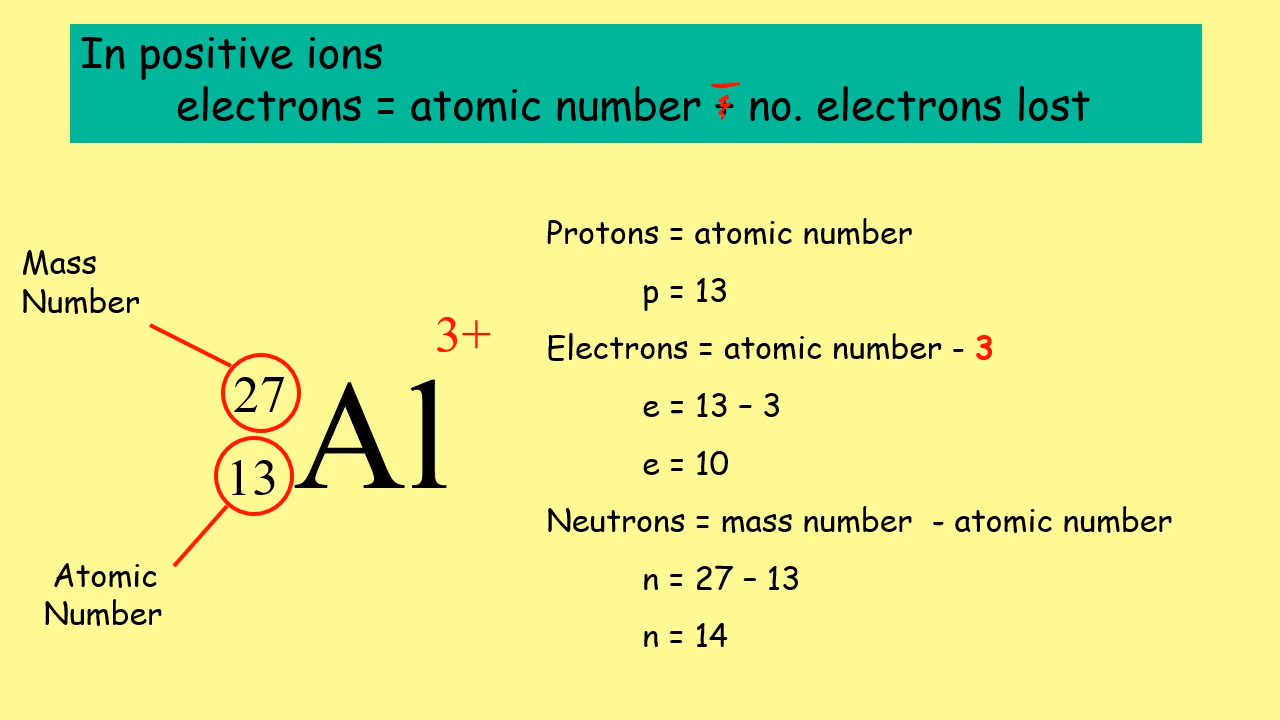 In positive ions
electrons = atomic number - no. electrons lost
Mass
Number
27
13
Al
3+
Atomic
Number
Protons = atomic number
p = 13
Electrons = atomic number - 3
e = 13 – 3
e = 10
Neutrons = mass number - atomic number
n = 27 – 13
n = 14